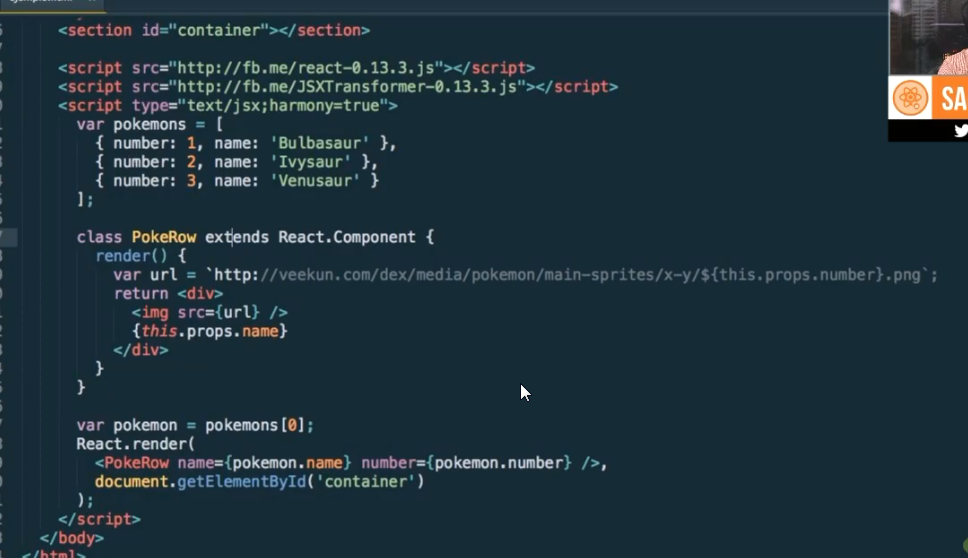 <section id="container"></section>
<script src="http://fb.me/react-0.13.3.js"></script>
<script src="http://fb.me/JSXTransformer-0.13.3.js"></script>
<script type="text/jsx;harmony=true">
var pokemons = [
{ number: 1, name: 'Bulbasaur' },
{ number: 2, name: 'Ivysaur' },
{ number: 3, name: 'Venusaur' }
];
class PokeRow extends React.Component {
render() {
var url = `http://veekun.com/dex/media/pokemon/main-sprites/x-y/${this.props.number}.png`;
return <div>
<img src={url} />
{this.props.name}
</div>
}
}
var pokemon = pokemons[0];
React.render(
<PokeRow name={pokemon.name} number={pokemon.number} />,
document.getElementById('container')
);
</script>
</body>
</html>
SA